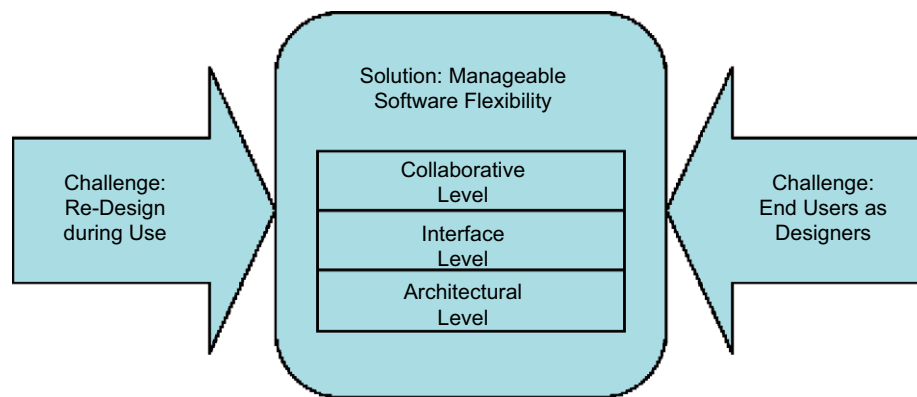 Solution: Manageable
Software Flexibility
Collaborative
Level
Interface
Level
Architectural
Level
Challenge:
Re-Design
during Use
Challenge:
End Users as
Designers